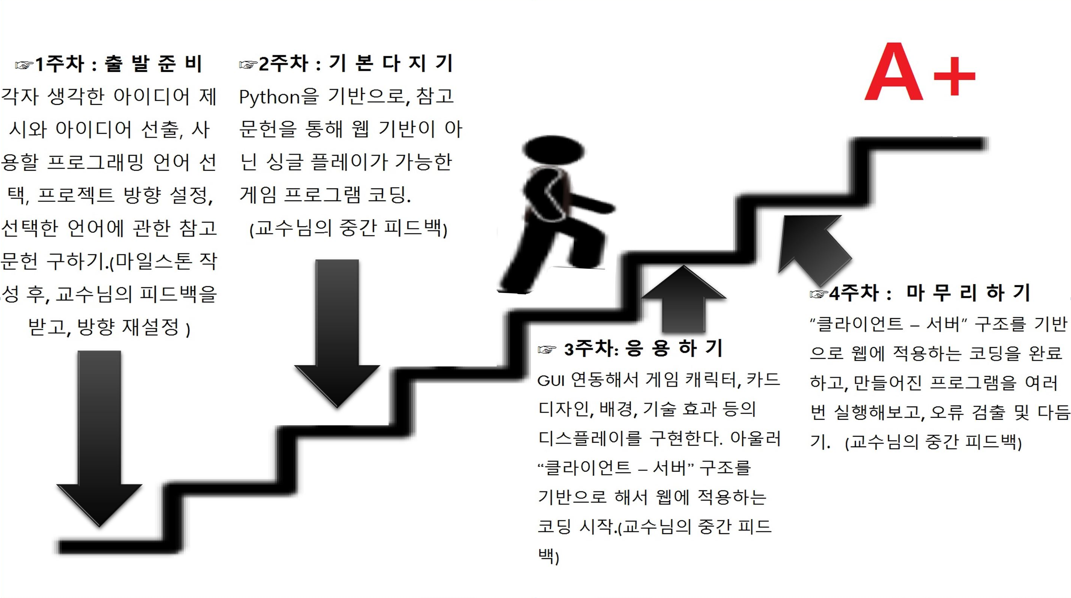 ☞1주차 : 출 발 준 비
각자 생각한 아이디어 제
시와 아이디어 선출, 사
용할 프로그래밍 언어 선
택, 프로젝트 방향 설정,
선택한 언어에 관한 참고
문헌 구하기.(마일스톤 작
성 후, 교수님의 피드백을
받고, 방향 재설정 )
☞2주차 : 기 본 다 지 기
Python을 기반으로, 참고
문헌을 통해 웹 기반이 아
닌 싱글 플레이가 가능한
게임 프로그램 코딩.
(교수님의 중간 피드백)
☞ 3주차: 응 용 하 기
GUI 연동해서 게임 캐릭터, 카드
디자인, 배경, 기술 효과 등의
디스플레이를 구현한다. 아울러
“클라이언트 – 서버” 구조를
기반으로 해서 웹에 적용하는
코딩 시작.(교수님의 중간 피드
백)
☞4주차 : 마 무 리 하 기
“클라이언트 – 서버” 구조를 기반
으로 웹에 적용하는 코딩을 완료
하고, 만들어진 프로그램을 여러
번 실행해보고, 오류 검출 및 다듬
기. (교수님의 중간 피드백)
A+